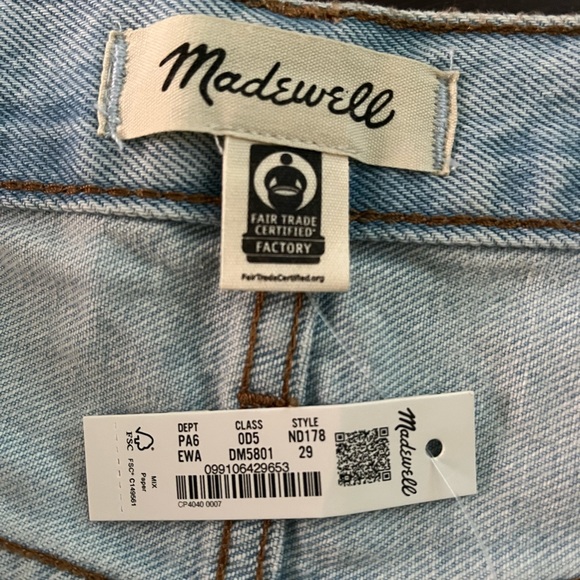 Madewell
FAIR TRADE
CERTIFIED
FACTORY
FairTradeCertified.org
DEPT CLASS STYLE
PA6 0D5 ND178
EWA DM5801 29
099106429653
CP4040 0007
FSC
MIX
Paper
FSC® C149561
Madewell